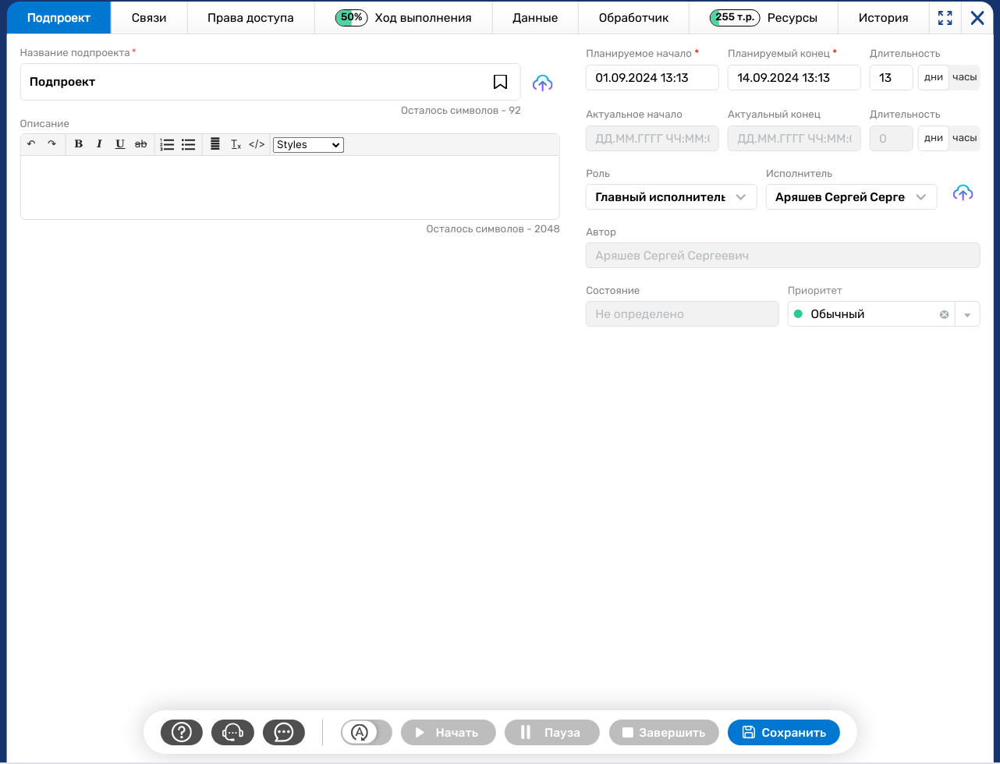 Подпроект
Связи
Права доступа
50% Ход выполнения
Данные
Обработчик
255 т.р. Ресурсы
История
Название подпроекта *
Подпроект
Осталось символов - 92
Описание
B I U ab Tx </> Styles
Осталось символов - 2048
Планируемое начало * Планируемый конец * Длительность
01.09.2024 13:13 14.09.2024 13:13 13 дни часы
Актуальное начало Актуальный конец Длительность
ДД.ММ.ГГГГ ЧЧ:ММ:( ДД.ММ.ГГГГ ЧЧ:ММ:( 0 дни часы
Роль Исполнитель
Главный исполнитель Аряшев Сергей Серге
Автор
Аряшев Сергей Сергеевич
Состояние Приоритет
Не определено Обычный
A Начать Пауза Завершить Сохранить